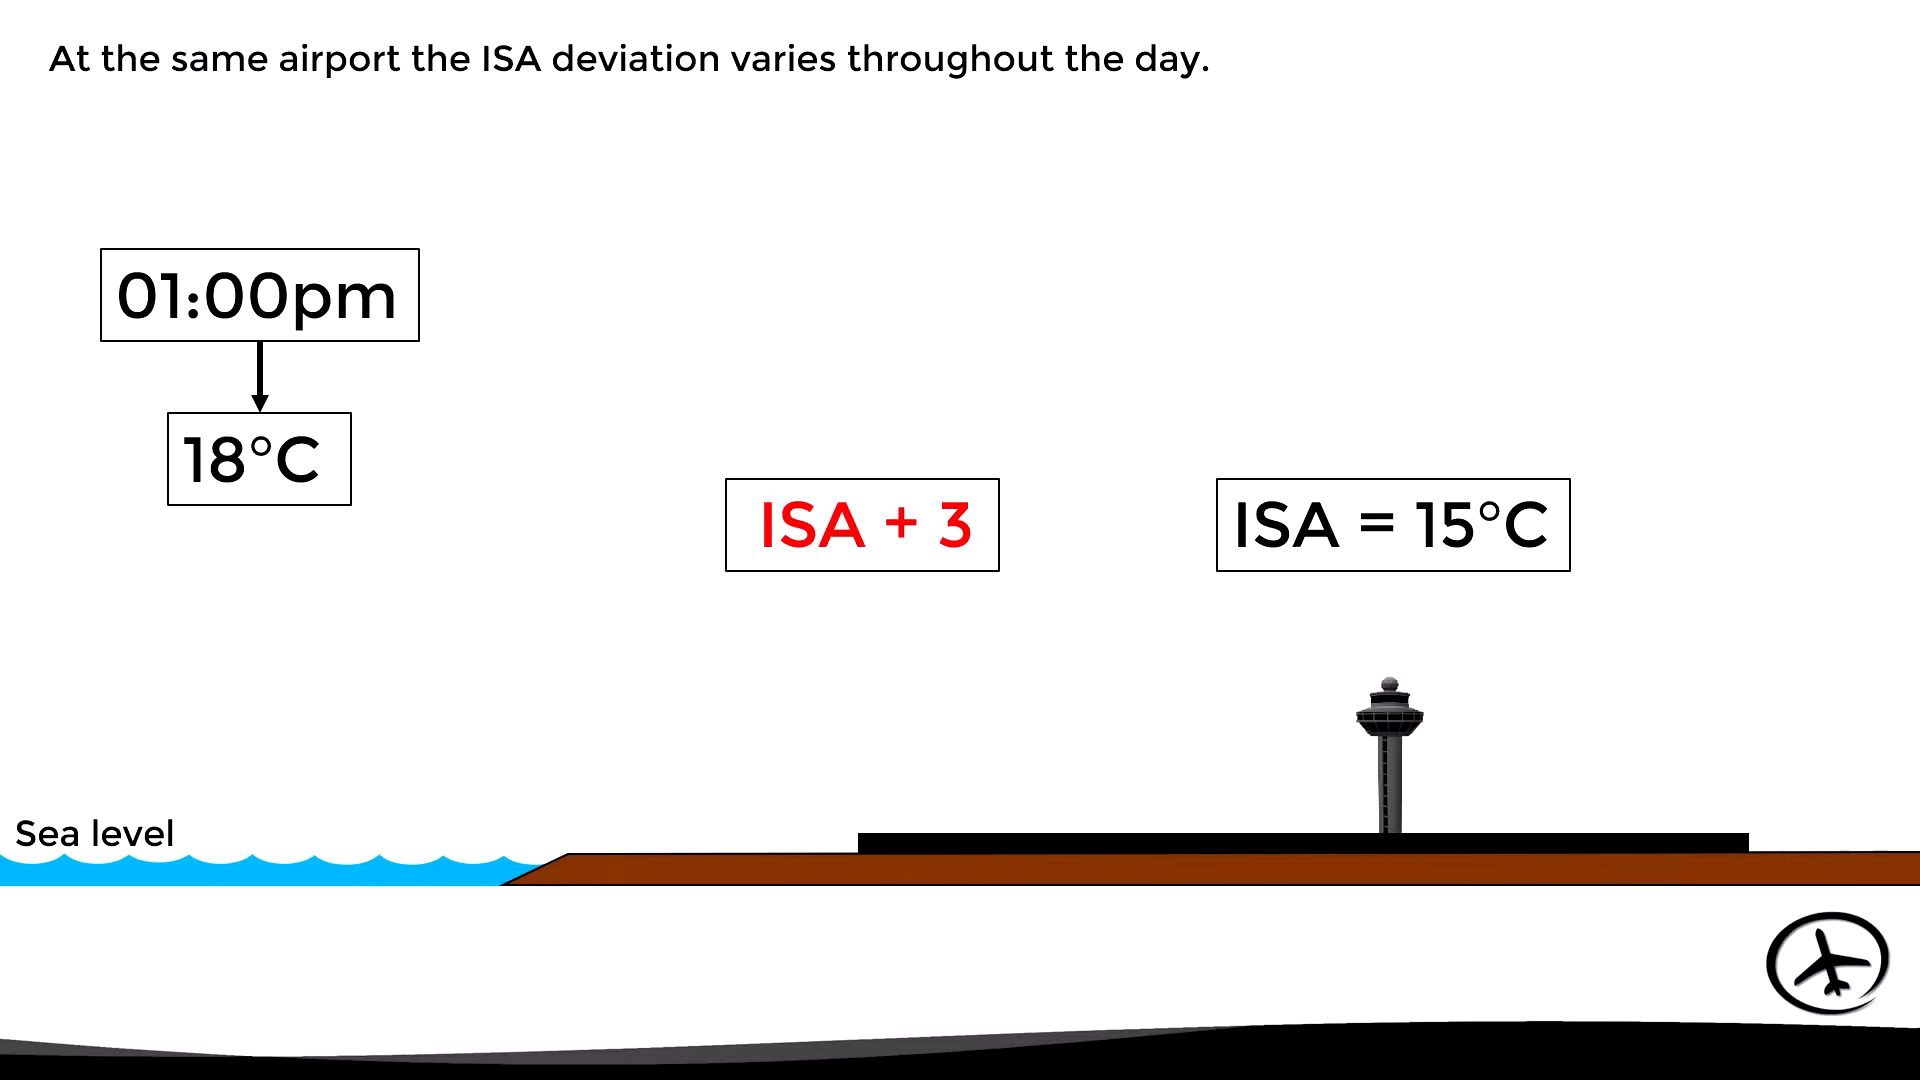 At the same airport the ISA deviation varies throughout the day.
01:00pm
18°C
ISA + 3
ISA = 15°C
Sea level